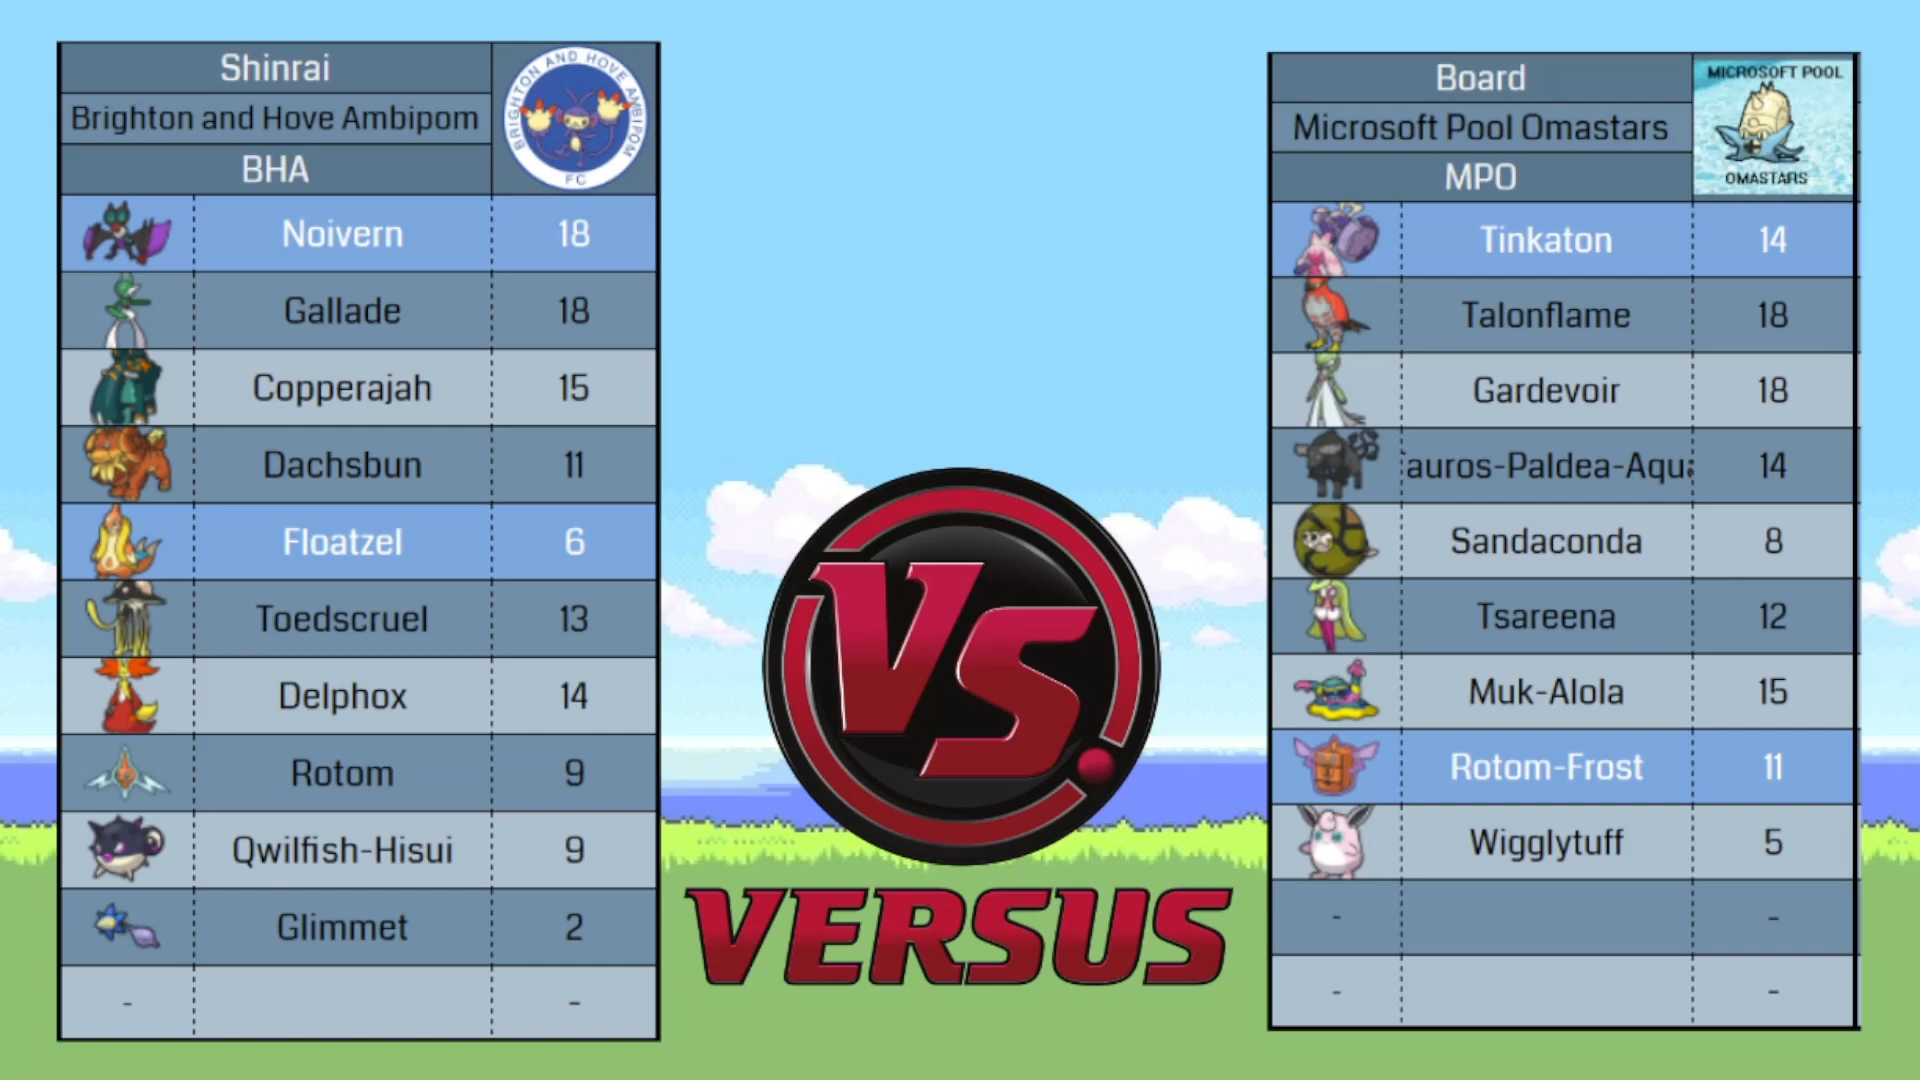 Shinrai
Brighton and Hove Ambipom
BHA
BRIGHTON AND HOVE AMBIPOM
FC
Noivern 18
Gallade 18
Copperajah 15
Dachsbun 11
Floatzel 6
Toedscruel 13
Delphox 14
Rotom 9
Qwilfish-Hisui 9
Glimmet 2
- -
VS.
VERSUS
Board
Microsoft Pool Omastars
MPO
MICROSOFT POOL
OMASTARS
Tinkaton 14
Talonflame 18
Gardevoir 18
auros-Paldea-Aqu 14
Sandaconda 8
Tsareena 12
Muk-Alola 15
Rotom-Frost 11
Wigglytuff 5
- -
- -